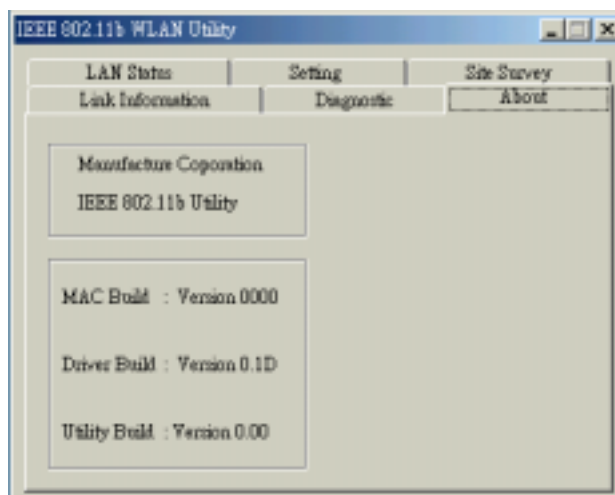 IEEE 802.11b WLAN Utility
LAN Status Setting Site Survey
Link Information Diagnostic About
Manufacture Coporation
IEEE 802.11b Utility
MAC Build : Version 0000
Driver Build : Version 0.1D
Utility Build : Version 0.00